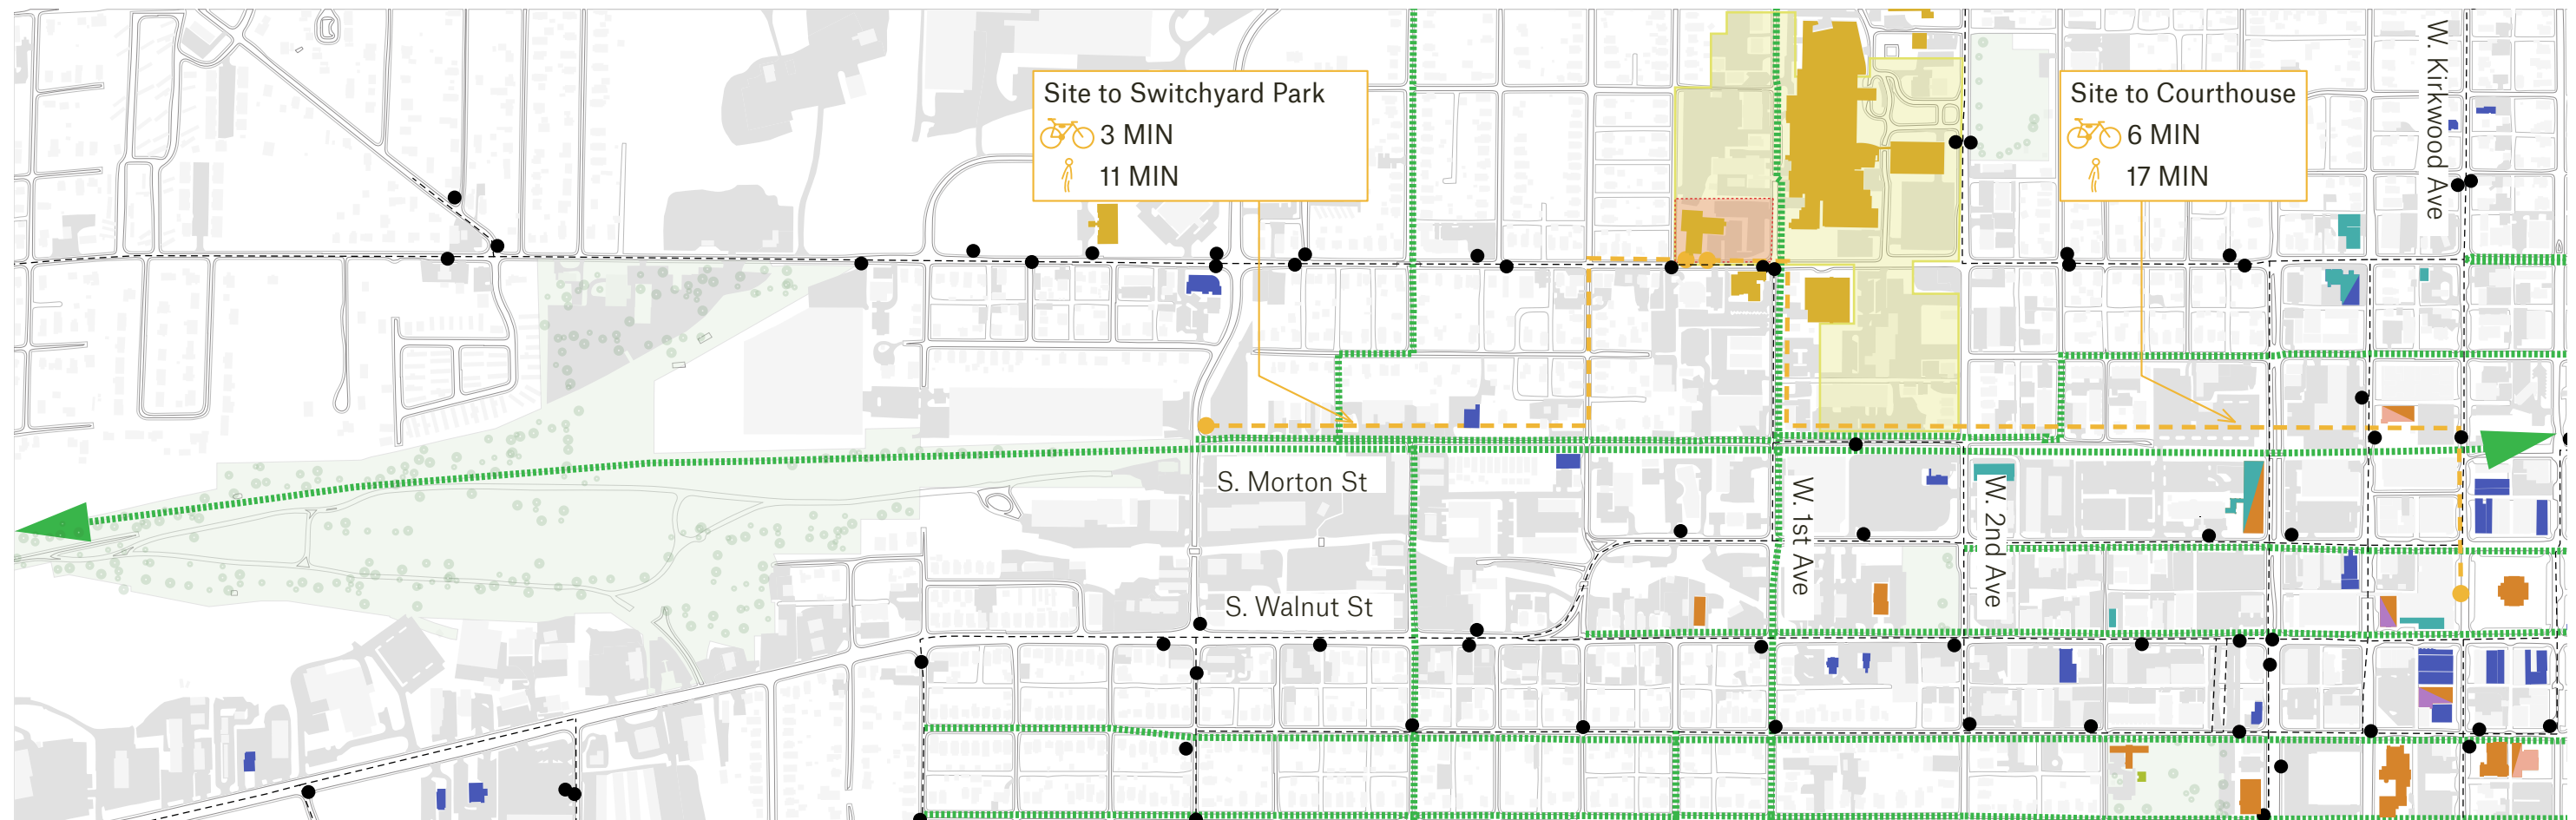 Site to Switchyard Park
3 MIN
11 MIN
Site to Courthouse
6 MIN
17 MIN
W. Kirkwood Ave
S. Morton St
W. 1st Ave
W. 2nd Ave
S. Walnut St